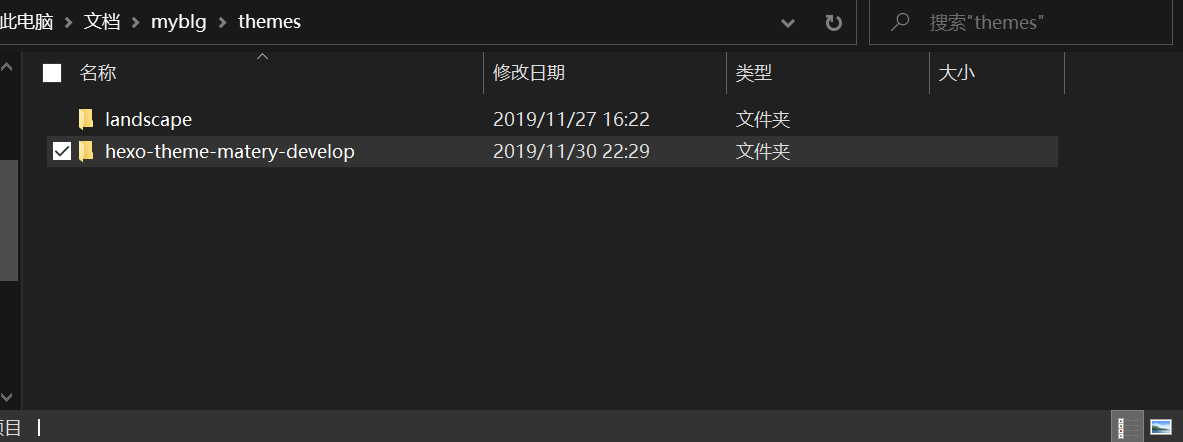 此电脑 文档 myblg themes 搜索"themes"
名称 修改日期 类型 大小
landscape 2019/11/27 16:22 文件夹
hexo-theme-matery-develop 2019/11/30 22:29 文件夹
项目